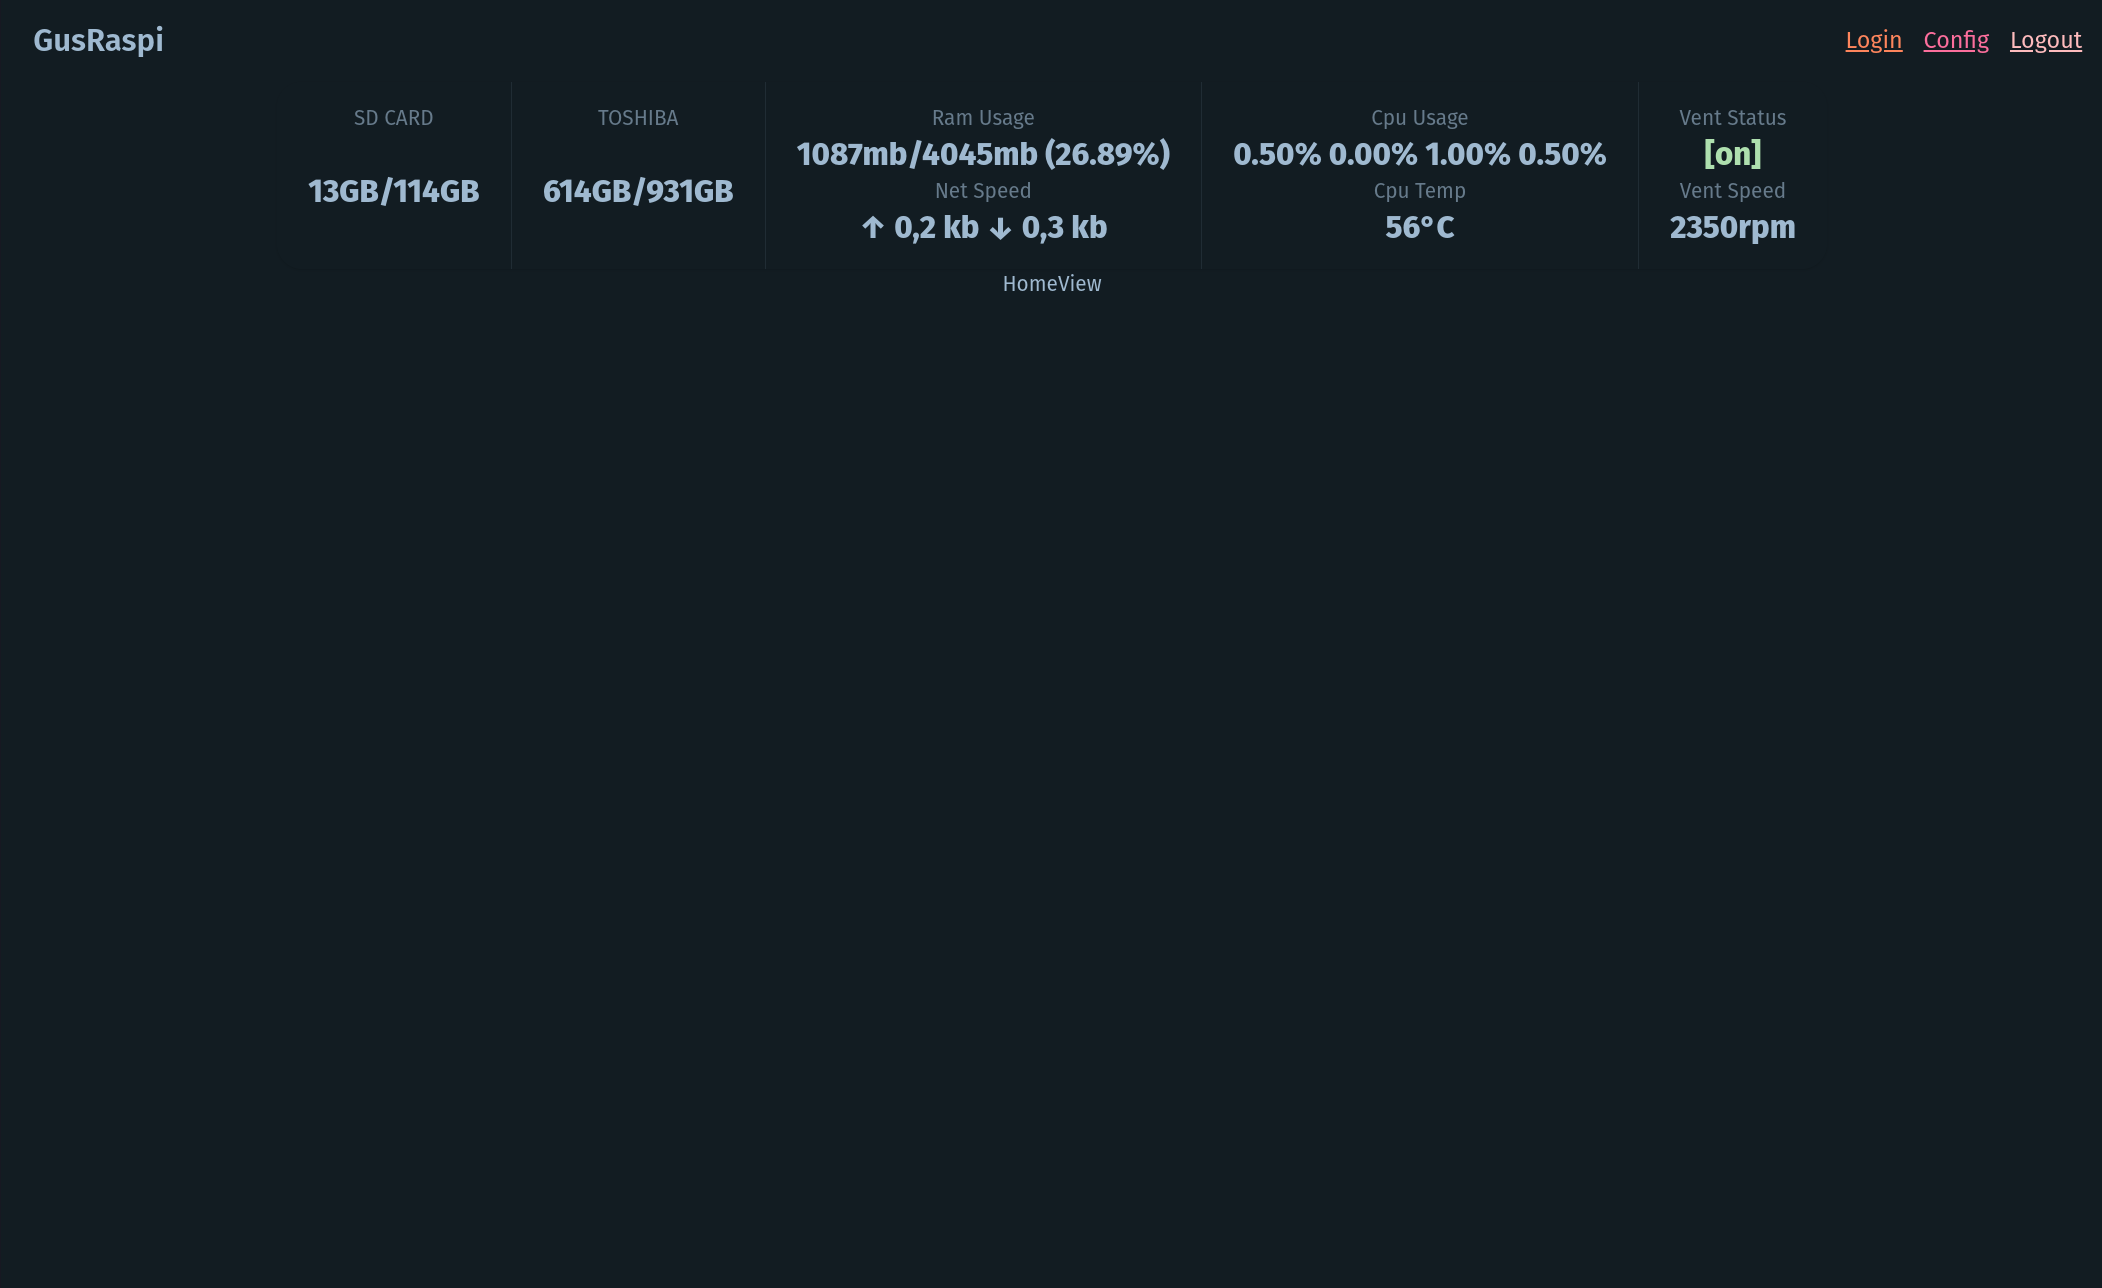 GusRaspi
Login Config Logout
SD CARD
13GB/114GB
TOSHIBA
614GB/931GB
Ram Usage
1087mb/4045mb (26.89%)
Net Speed
↑ 0,2 kb ↓ 0,3 kb
Cpu Usage
0.50% 0.00% 1.00% 0.50%
Cpu Temp
56°C
Vent Status
[on]
Vent Speed
2350rpm
HomeView